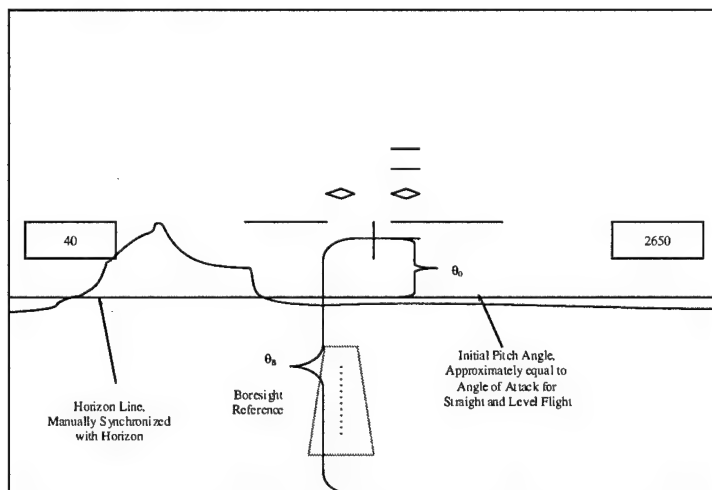 40
2650
θ₀
θ_B
Boresight
Reference
Initial Pitch Angle,
Approximately equal to
Angle of Attack for
Straight and Level Flight
Horizon Line,
Manually Synchronized
with Horizon